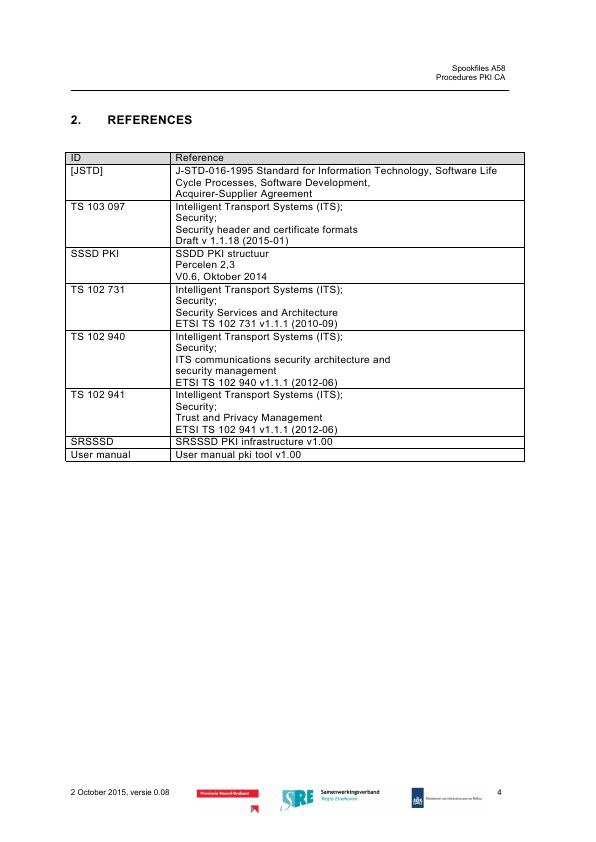 Spookfiles A58
Procedures PKI CA
2. REFERENCES
ID Reference
[JSTD] J-STD-016-1995 Standard for Information Technology, Software Life
Cycle Processes, Software Development,
Acquirer-Supplier Agreement
TS 103 097 Intelligent Transport Systems (ITS);
Security;
Security header and certificate formats
Draft v 1.1.18 (2015-01)
SSSD PKI SSDD PKI structuur
Percelen 2,3
V0.6, Oktober 2014
TS 102 731 Intelligent Transport Systems (ITS);
Security;
Security Services and Architecture
ETSI TS 102 731 v1.1.1 (2010-09)
TS 102 940 Intelligent Transport Systems (ITS);
Security;
ITS communications security architecture and
security management
ETSI TS 102 940 v1.1.1 (2012-06)
TS 102 941 Intelligent Transport Systems (ITS);
Security;
Trust and Privacy Management
ETSI TS 102 941 v1.1.1 (2012-06)
SRSSSD SRSSSD PKI infrastructure v1.00
User manual User manual pki tool v1.00
2 October 2015, versie 0.08
Provincie Noord-Brabant
SRE
Samenwerkingsverband
Regio Eindhoven
Ministerie van Infrastructuur en Milieu
4